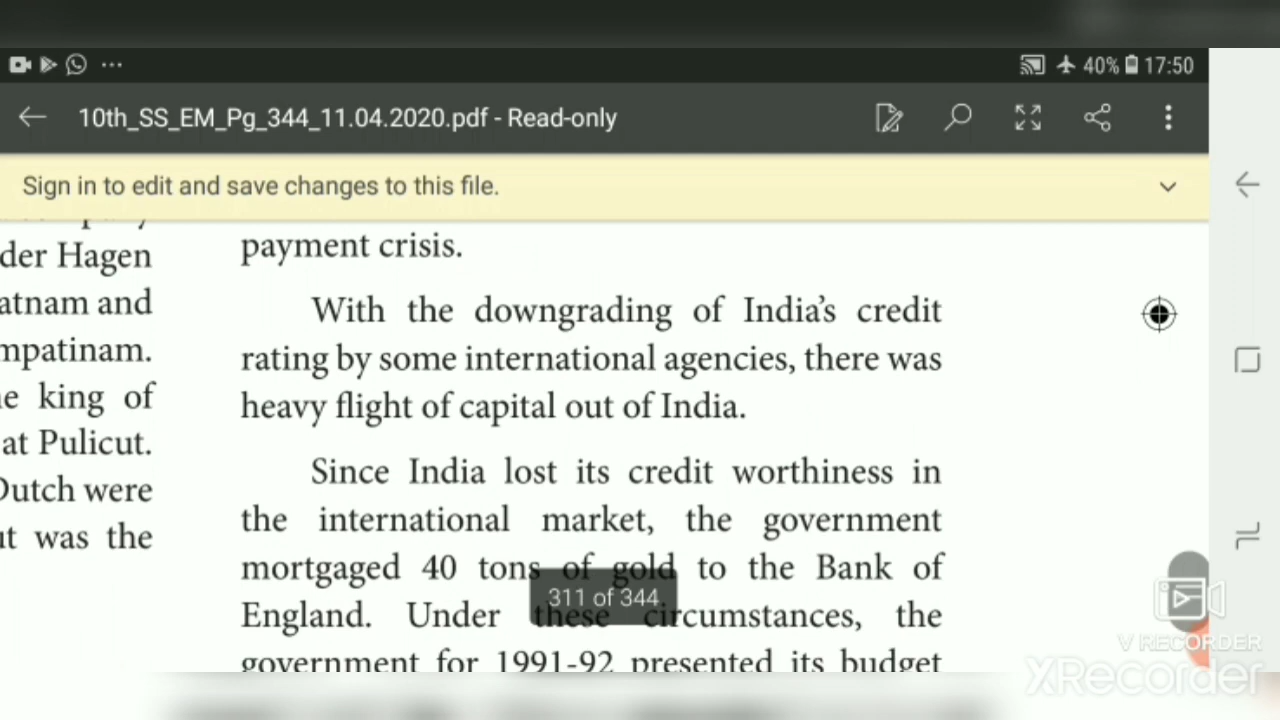 40% 17:50
10th_SS_EM_Pg_344_11.04.2020.pdf - Read-only
Sign in to edit and save changes to this file.
der Hagen
atnam and
mpatinam.
e king of
at Pulicut.
Dutch were
ut was the
payment crisis.
With the downgrading of India's credit
rating by some international agencies, there was
heavy flight of capital out of India.
Since India lost its credit worthiness in
the international market, the government
mortgaged 40 tons of gold to the Bank of
England. Under these circumstances, the
government for 1991-92 presented its budget
311 of 344
V RECORDER
XRecorder